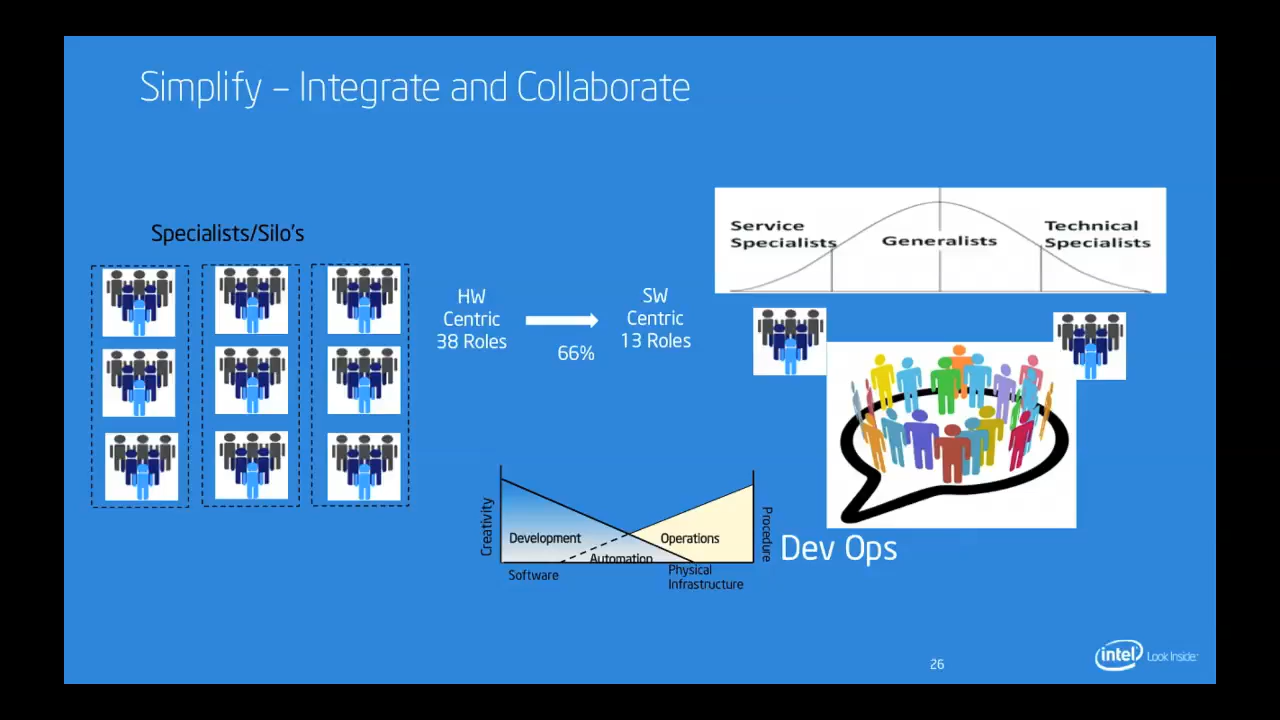 Simplify – Integrate and Collaborate
Specialists/Silo's
HW
Centric
38 Roles
66%
SW
Centric
13 Roles
Service
Specialists
Generalists
Technical
Specialists
Creativity
Development
Automation
Operations
Procedure
Software
Physical
Infrastructure
Dev Ops
26
intel
Look Inside.™